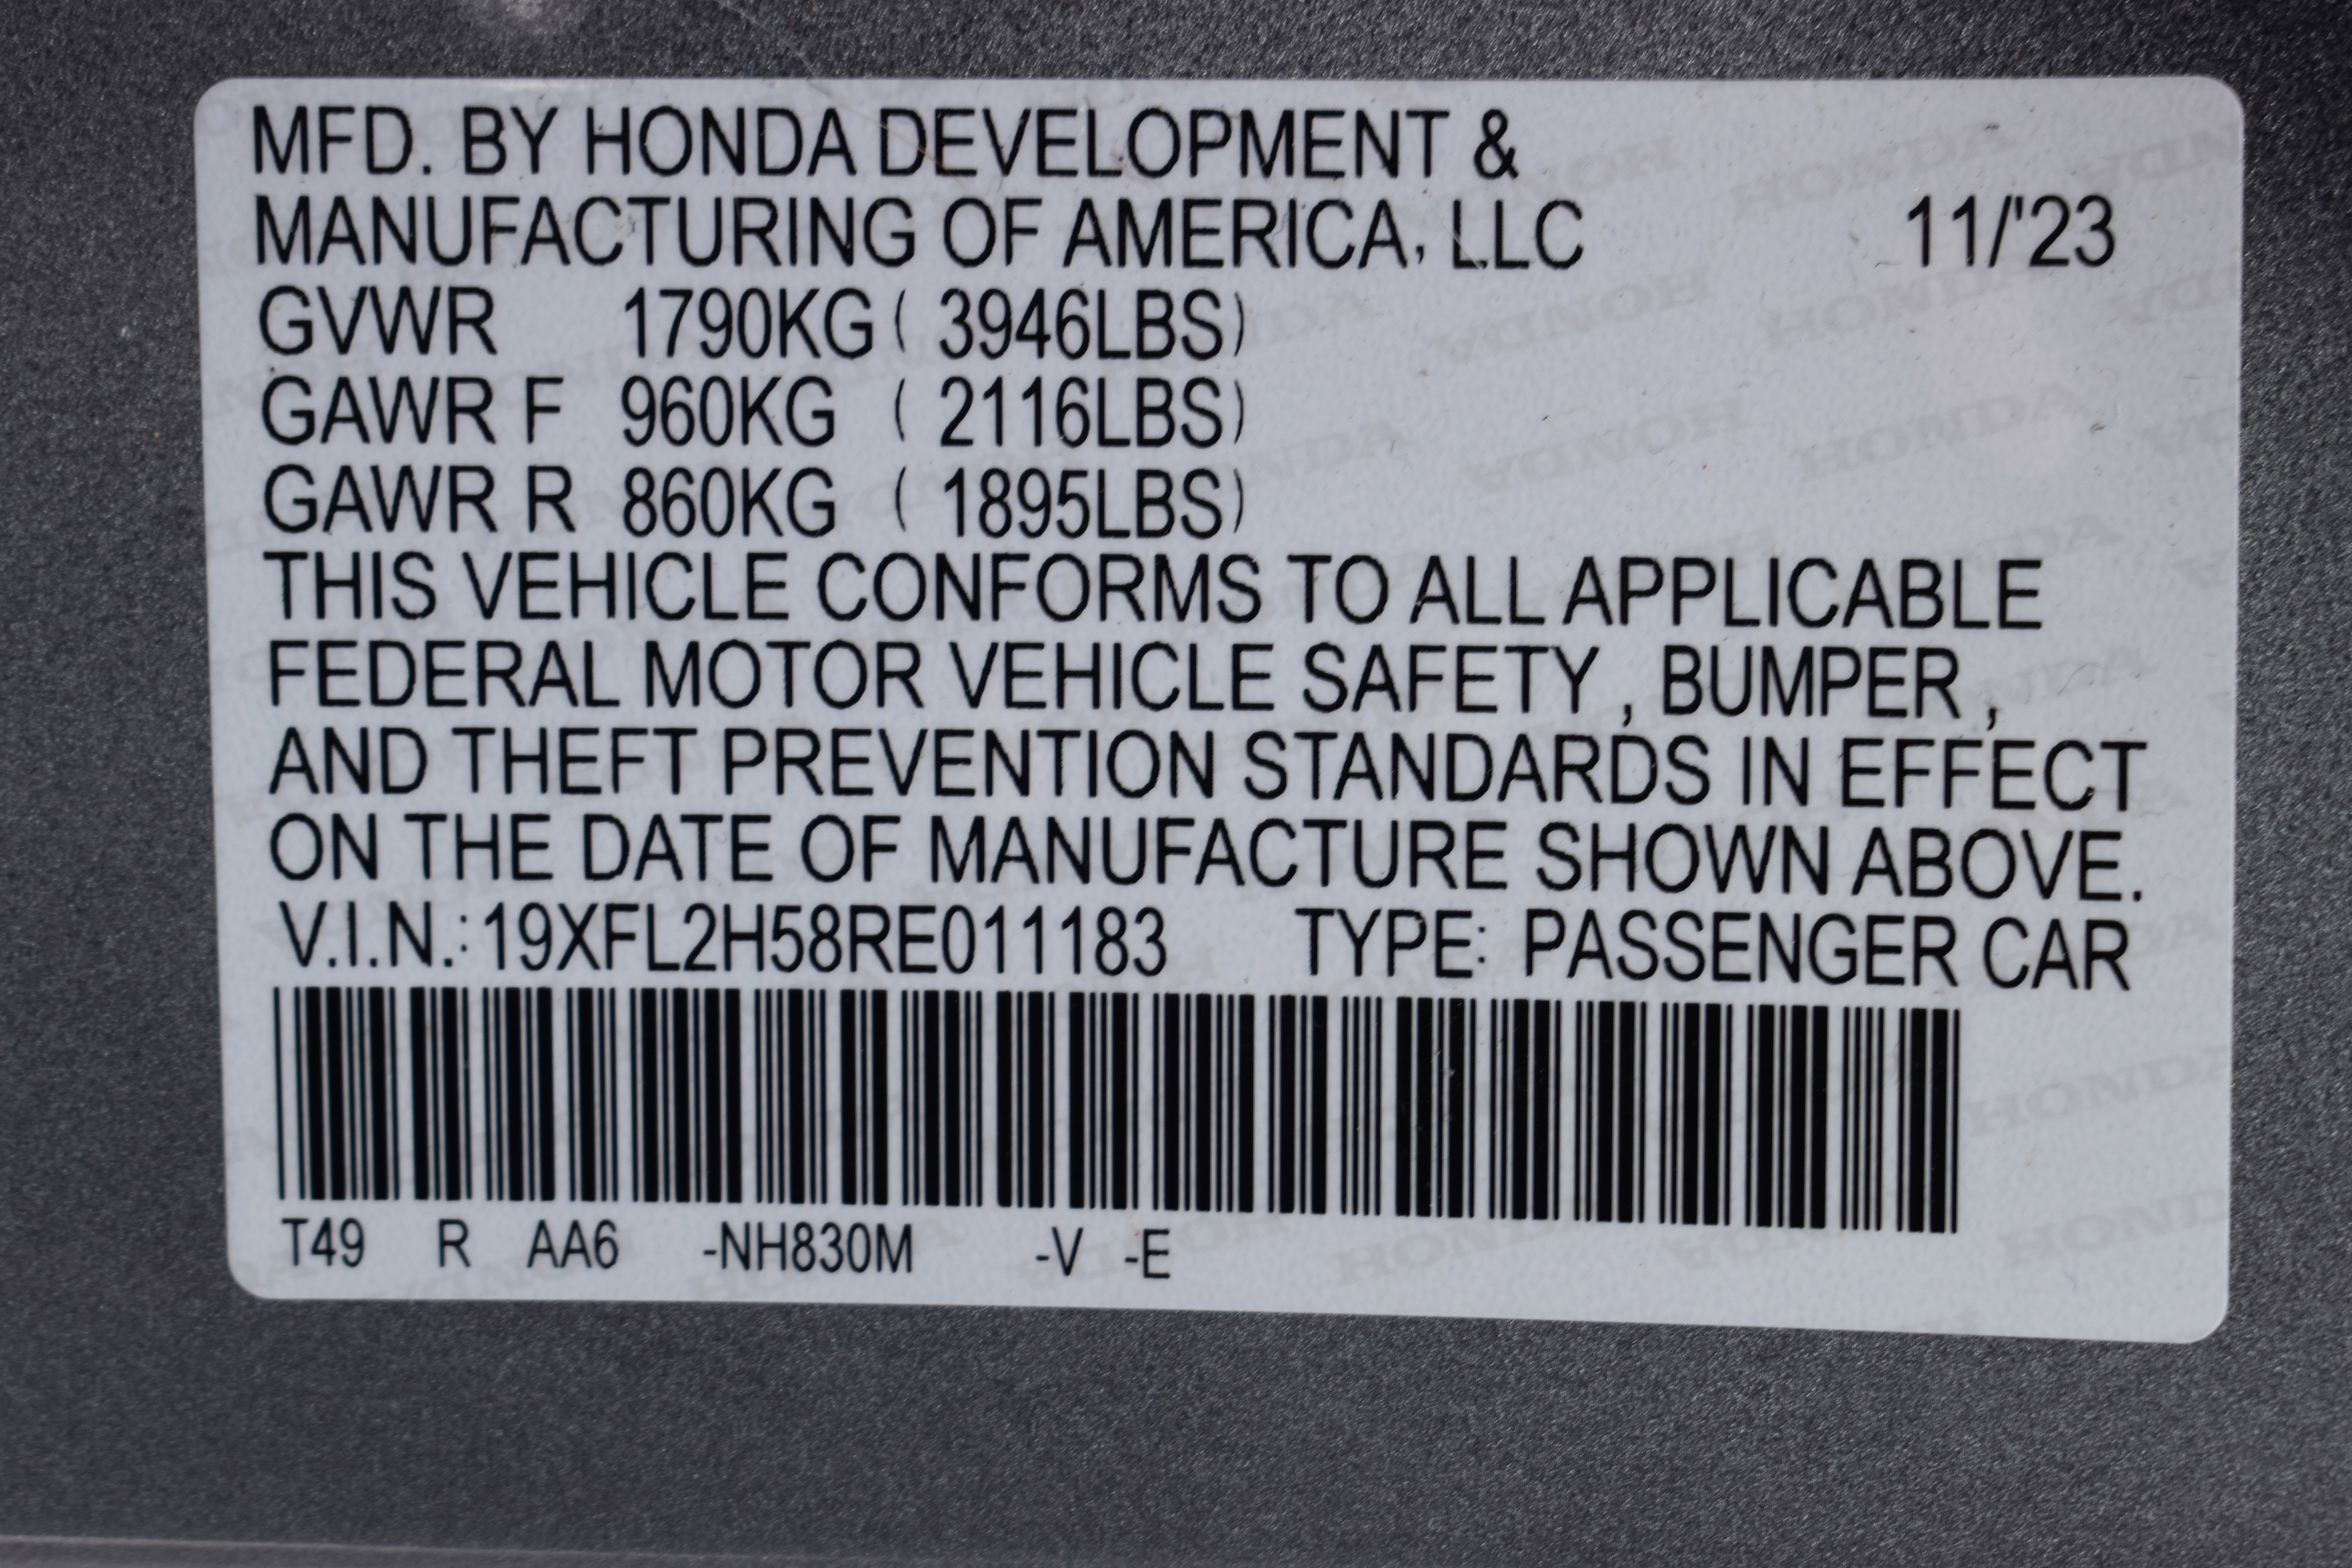 MFD. BY HONDA DEVELOPMENT &
MANUFACTURING OF AMERICA, LLC 11/'23
GVWR 1790KG ( 3946LBS)
GAWR F 960KG ( 2116LBS)
GAWR R 860KG ( 1895LBS)
THIS VEHICLE CONFORMS TO ALL APPLICABLE
FEDERAL MOTOR VEHICLE SAFETY , BUMPER ,
AND THEFT PREVENTION STANDARDS IN EFFECT
ON THE DATE OF MANUFACTURE SHOWN ABOVE.
V.I.N.: 19XFL2H58RE011183 TYPE: PASSENGER CAR
T49 R AA6 -NH830M -V -E